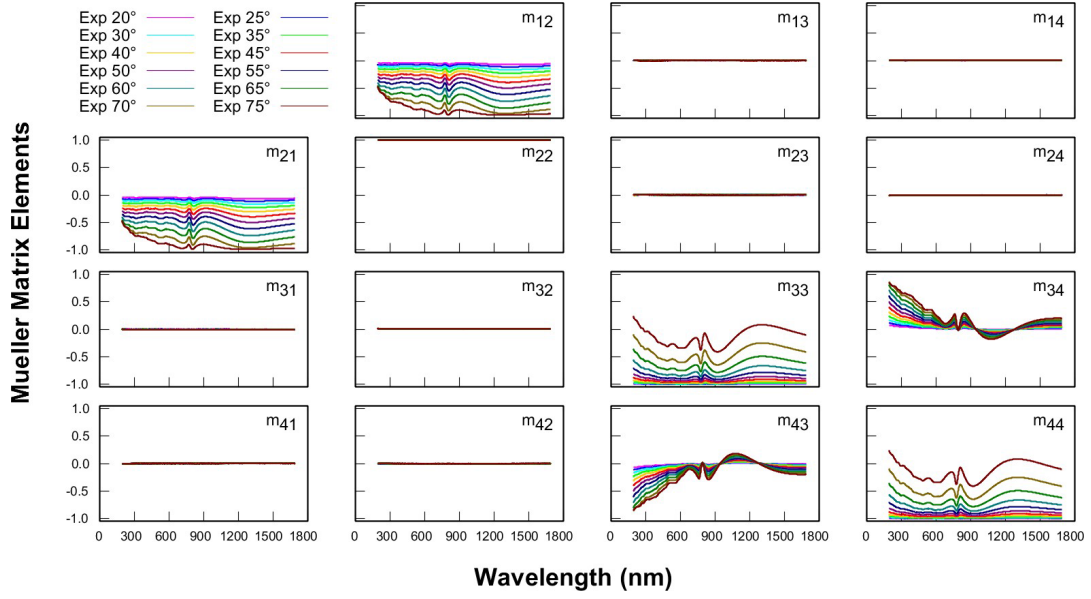 Exp 20° Exp 25°
Exp 30° Exp 35°
Exp 40° Exp 45°
Exp 50° Exp 55°
Exp 60° Exp 65°
Exp 70° Exp 75°
m12 m13 m14
Mueller Matrix Elements
1.0
0.5
0.0
-0.5
-1.0
m21 m22 m23 m24
1.0
0.5
0.0
-0.5
-1.0
m31 m32 m33 m34
1.0
0.5
0.0
-0.5
-1.0
m41 m42 m43 m44
0 300 600 900 1200 1500 1800 300 600 900 1200 1500 1800 300 600 900 1200 1500 1800 300 600 900 1200 1500 1800
Wavelength (nm)